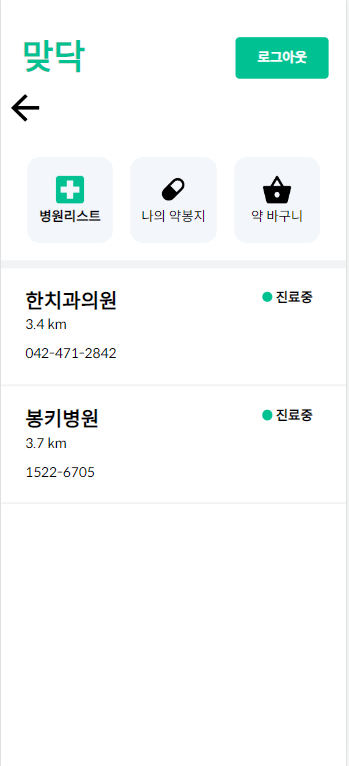 맞닥
로그아웃
병원리스트
나의 약봉지
약 바구니
한치과의원
진료중
3.4 km
042-471-2842
봉키병원
진료중
3.7 km
1522-6705